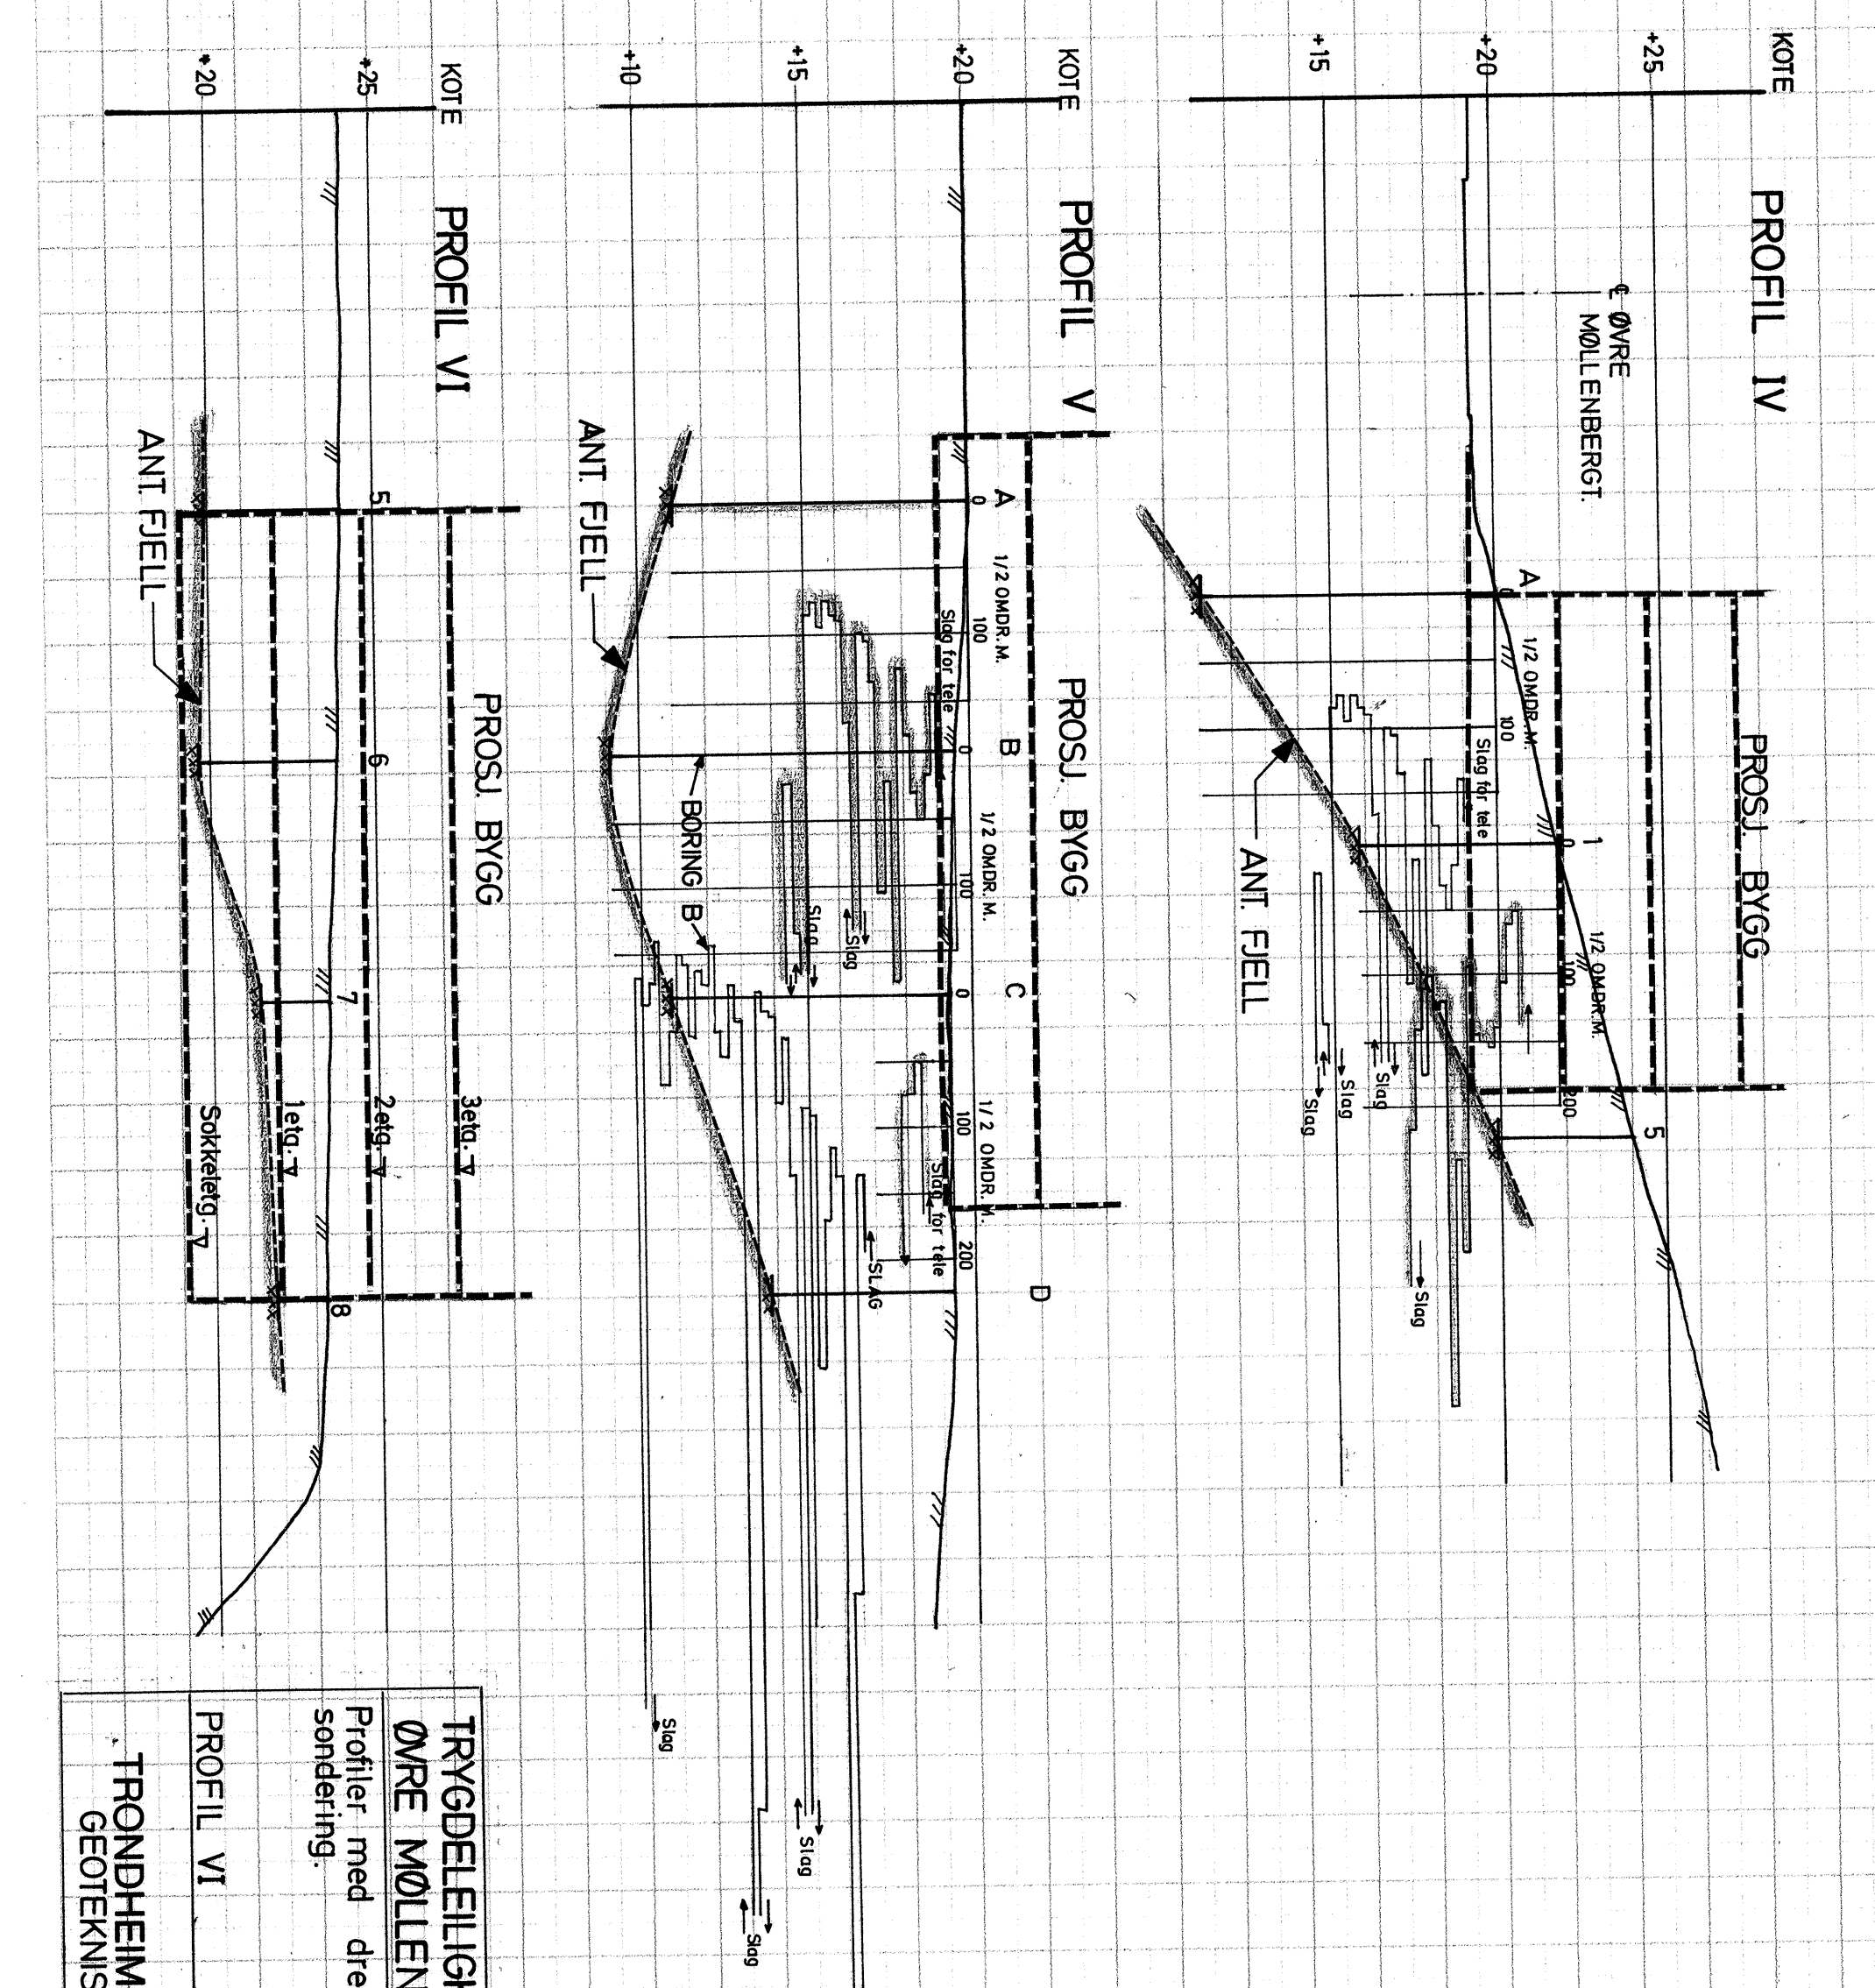 KOTE
+25
+20
+15
PROFIL IV
℄ ØVRE
MØLLENBERGT.
PROSJ. BYGG
A
0
1/2 OMDR. M.
100
Slag for tele
1
0
1/2 OMDR. M.
100
200
5
ANT. FJELL
Slag
Slag
Slag
Slag
KOTE
+20
+15
+10
PROFIL V
PROSJ. BYGG
A
0
1/2 OMDR. M.
100
Slag for tele
B
0
1/2 OMDR. M.
100
C
0
1/2 OMDR. M.
100
Slag for tele
200
D
ANT. FJELL
BORING B
Slag
Slag
SLAG
Slag
Slag
Slag
KOTE
+25
+20
PROFIL VI
PROSJ. BYGG
5
6
7
8
3etg. ∇
2etg. ∇
1etg. ∇
Sokkeletg. ∇
ANT. FJELL
TRYGDELEILIGH
ØVRE MØLLEN
Profiler med dre
sondering.
PROFIL VI
TRONDHEIM
GEOTEKNIS